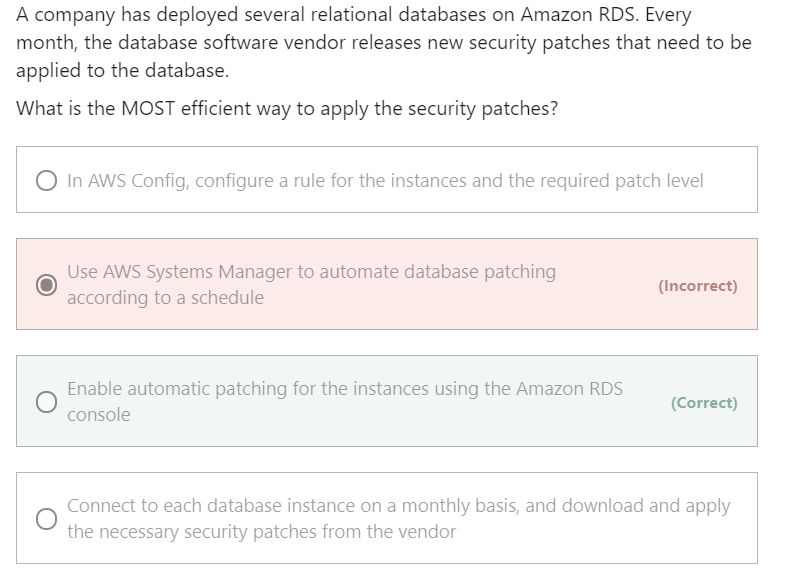 A company has deployed several relational databases on Amazon RDS. Every
month, the database software vendor releases new security patches that need to be
applied to the database.
What is the MOST efficient way to apply the security patches?
In AWS Config, configure a rule for the instances and the required patch level
Use AWS Systems Manager to automate database patching
according to a schedule
(Incorrect)
Enable automatic patching for the instances using the Amazon RDS
console
(Correct)
Connect to each database instance on a monthly basis, and download and apply
the necessary security patches from the vendor